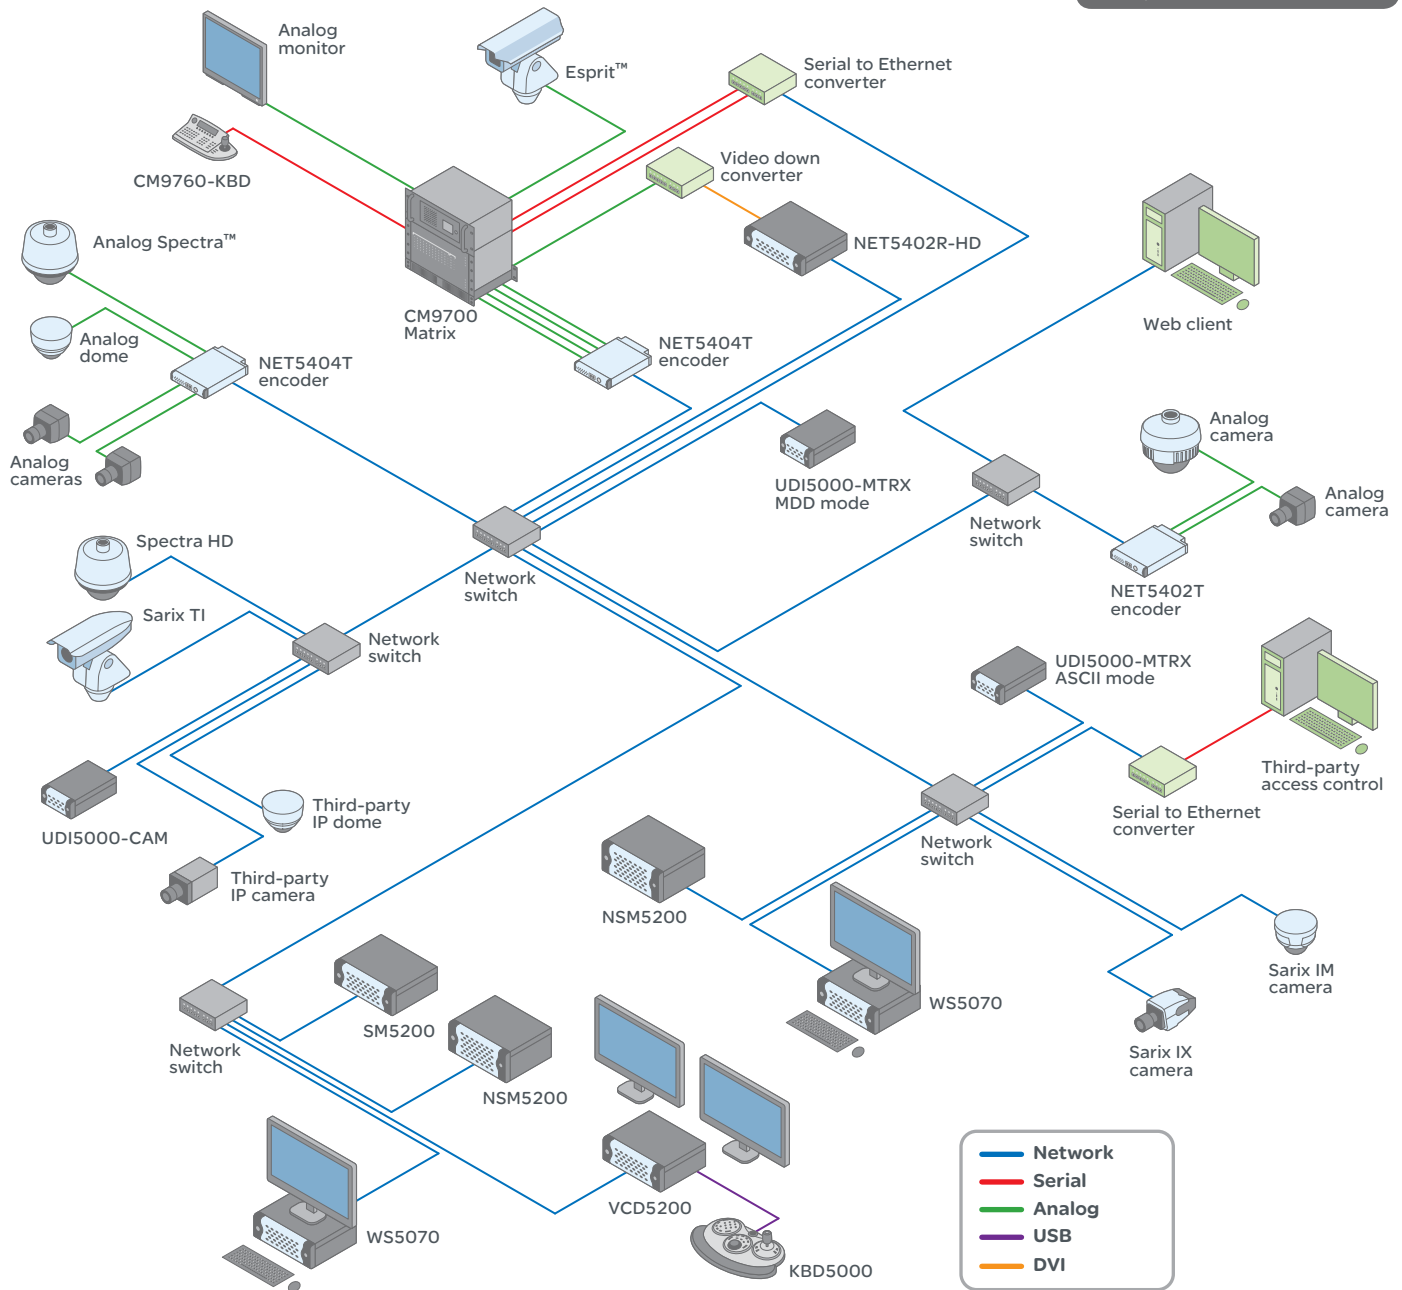 Analog
monitor
Esprit™
Serial to Ethernet
converter
CM9760-KBD
Video down
converter
Analog Spectra™
NET5402R-HD
CM9700
Matrix
Analog
dome
NET5404T
encoder
NET5404T
encoder
Web client
Analog
cameras
UDI5000-MTRX
MDD mode
Analog
camera
Analog
camera
Network
switch
Spectra HD
Network
switch
NET5402T
encoder
Sarix TI
Network
switch
UDI5000-MTRX
ASCII mode
Third-party
access control
UDI5000-CAM
Third-party
IP dome
Serial to Ethernet
converter
Network
switch
Third-party
IP camera
NSM5200
Sarix IM
camera
WS5070
SM5200
Network
switch
Sarix IX
camera
NSM5200
VCD5200
WS5070
KBD5000
Network
Serial
Analog
USB
DVI